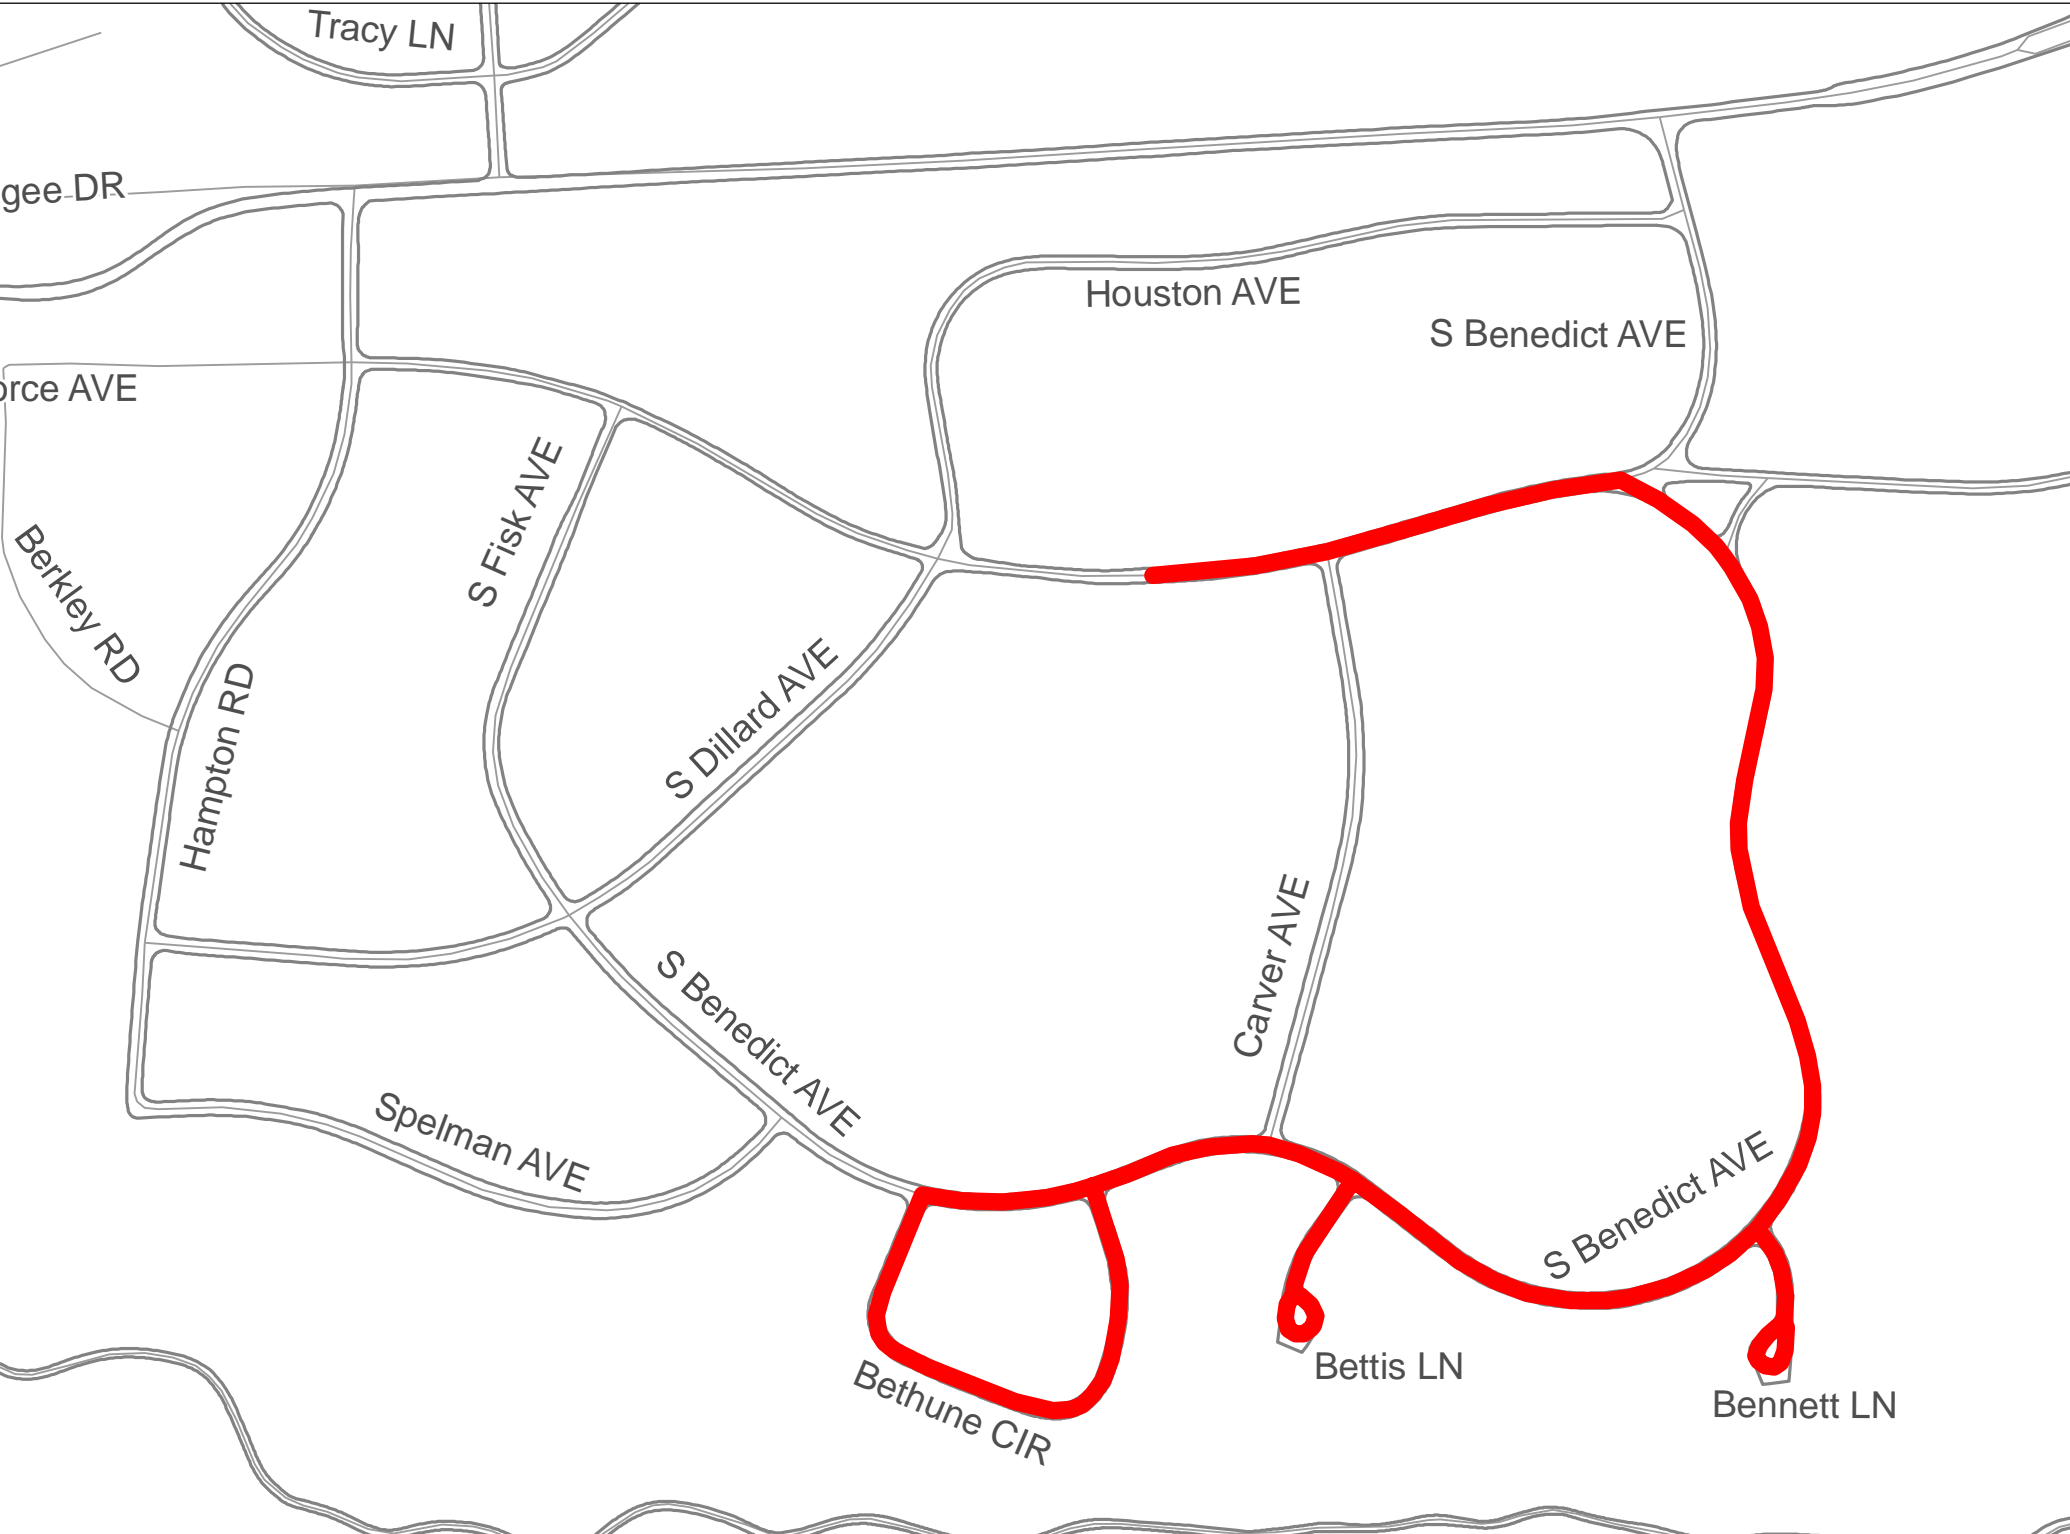 Tracy LN
gee DR
Houston AVE
S Benedict AVE
orce AVE
S Fisk AVE
Berkley RD
Hampton RD
S Dillard AVE
Carver AVE
S Benedict AVE
Spelman AVE
S Benedict AVE
Bettis LN
Bethune CIR
Bennett LN